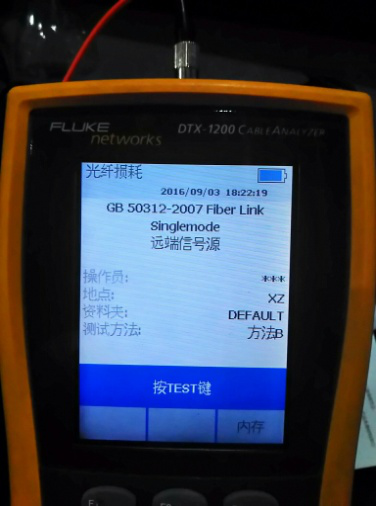 FLUKE
networks
DTX-1200 CABLEANALYZER
光纤损耗
2016/09/03 18:22:19
GB 50312-2007 Fiber Link
Singlemode
远端信号源
操作员: ***
地点: XZ
资料夹: DEFAULT
测试方法: 方法B
按TEST键
内存
F1